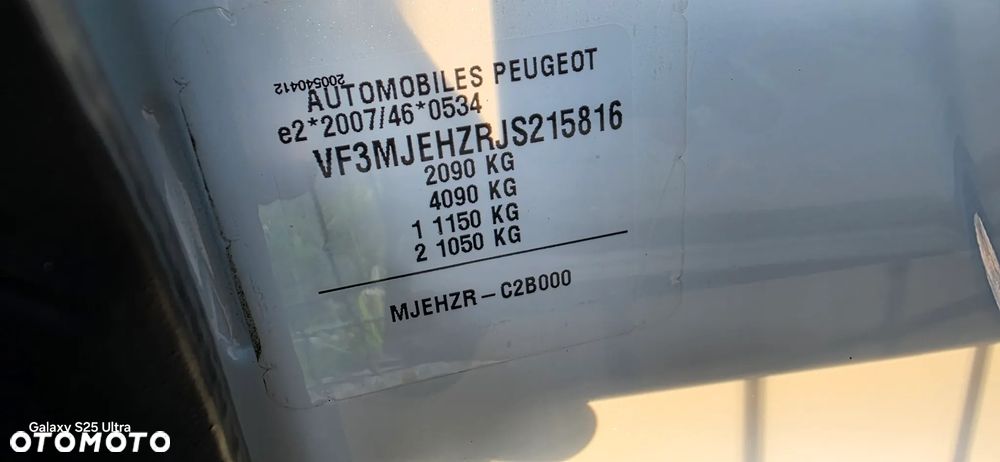 200540412
AUTOMOBILES PEUGEOT
e2*2007/46*0534
VF3MJEHZRJS215816
2090 KG
4090 KG
1 1150 KG
2 1050 KG
MJEHZR-C2B000
Galaxy S25 Ultra
OTOMOTO